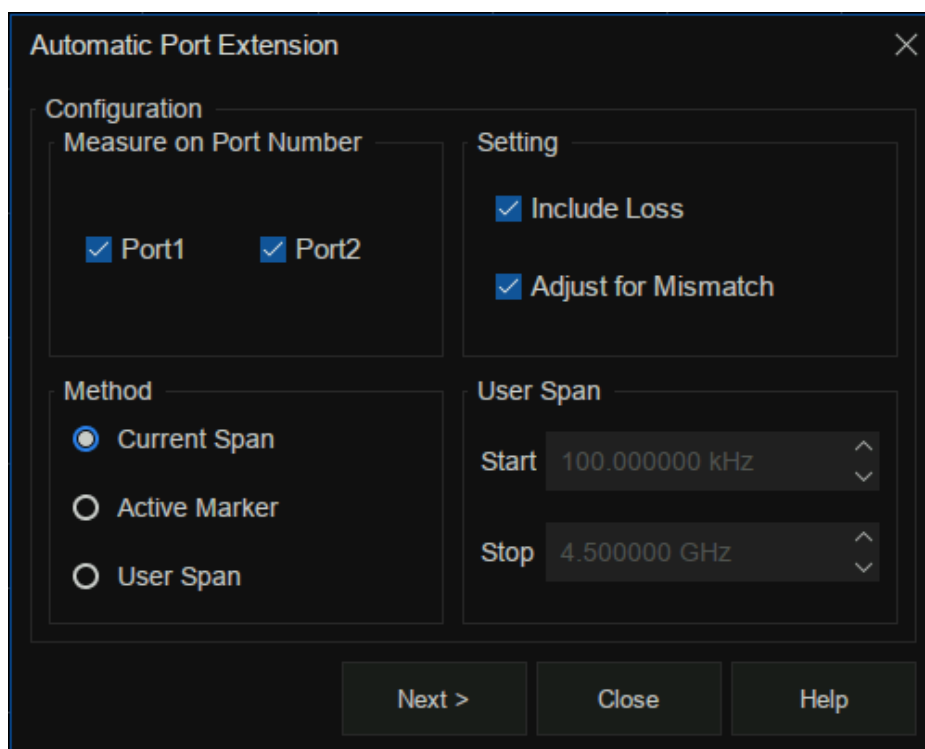 Automatic Port Extension
Configuration
Measure on Port Number
Port1 Port2
Setting
Include Loss
Adjust for Mismatch
Method
Current Span
Active Marker
User Span
User Span
Start 100.000000 kHz
Stop 4.500000 GHz
Next > Close Help